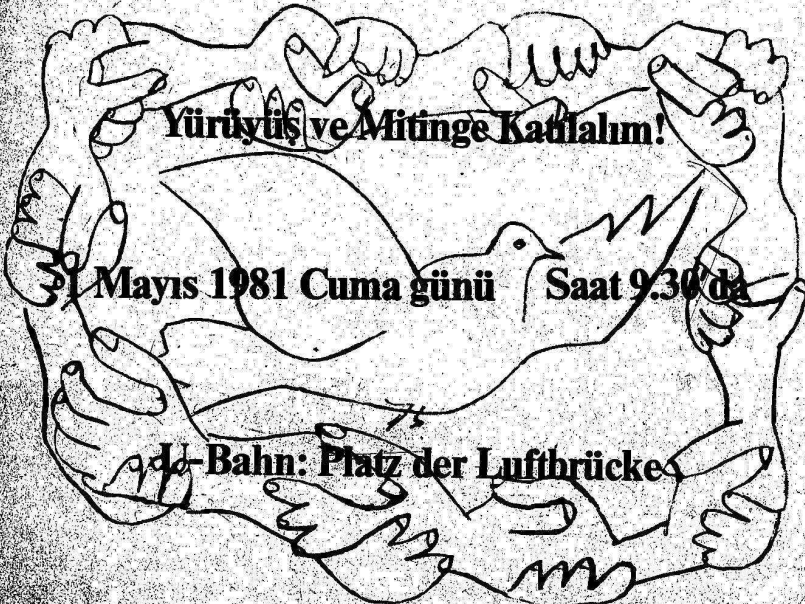 Yürüyüş ve Mitinge Katılalım!
1 Mayıs 1981 Cuma günü Saat 9.30'da
U-Bahn: Platz der Luftbrücke